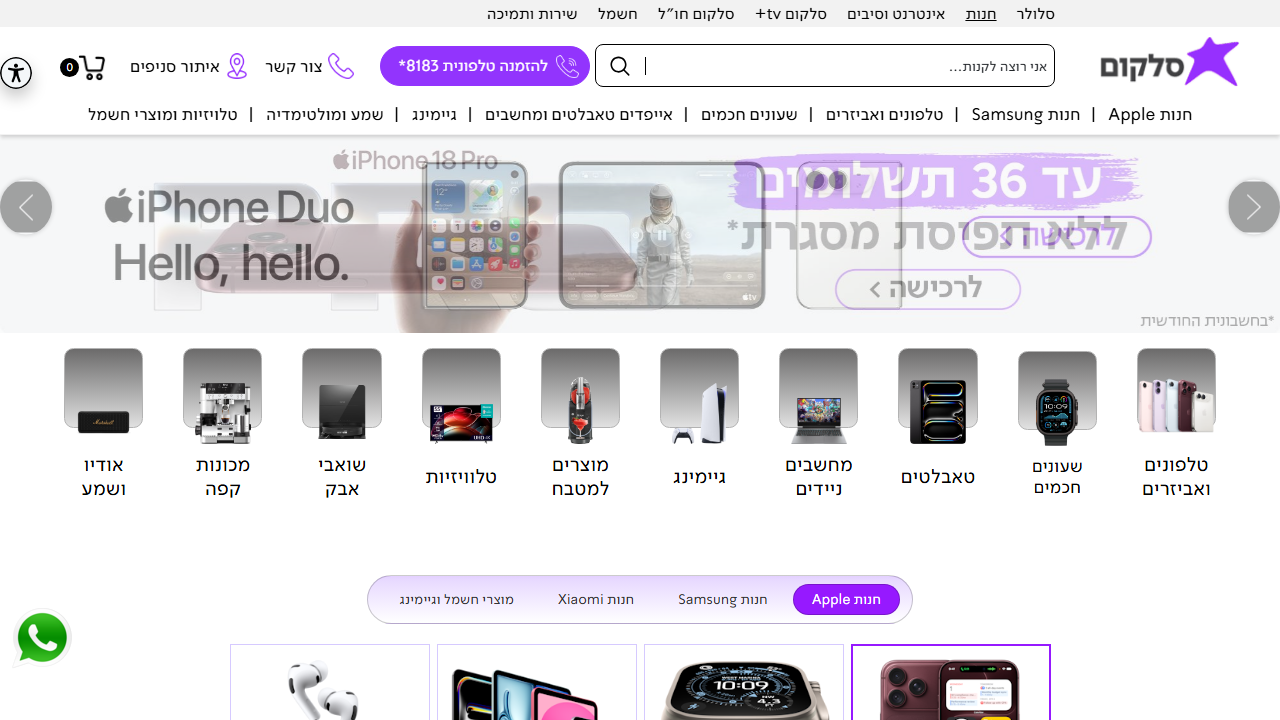 סלולר
חנות
אינטרנט וסיבים
סלקום tv+
סלקום חו"ל
חשמל
שירות ותמיכה
סלקום
אני רוצה לקנות...
להזמנה טלפונית 8183*
צור קשר
איתור סניפים
0
חנות Apple | חנות Samsung | טלפונים ואביזרים | שעונים חכמים | אייפדים טאבלטים ומחשבים | גיימינג | שמע ומולטימדיה | טלויזיות ומוצרי חשמל
עד 36 תשלומים
ללא תפיסת מסגרת*
לרכישה >
לרכישה >
*בחשבונית החודשית
iPhone 18 Pro
iPhone Duo
Hello, hello.
טלפונים ואביזרים
שעונים חכמים
טאבלטים
מחשבים ניידים
גיימינג
מוצרים למטבח
טלוויזיות
שואבי אבק
מכונות קפה
אודיו ושמע
חנות Apple
חנות Samsung
חנות Xiaomi
מוצרי חשמל וגיימינג
10:09